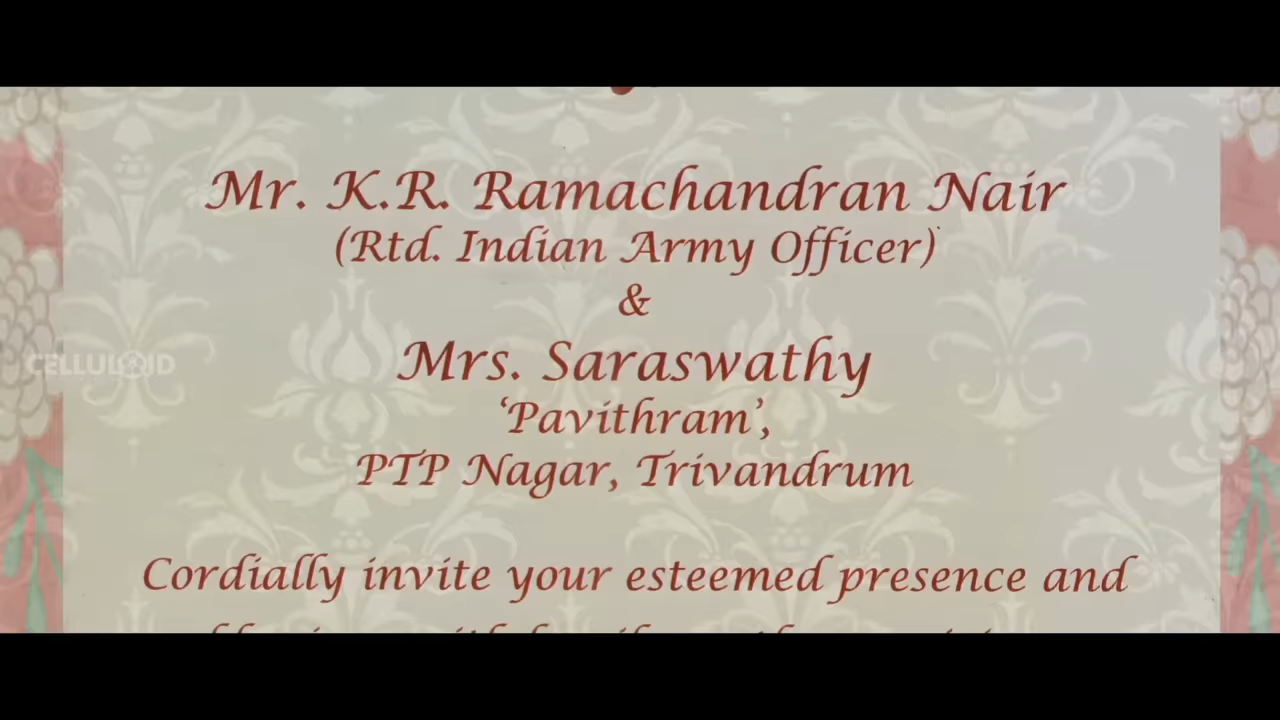 Mr. K.R. Ramachandran Nair
(Rtd. Indian Army Officer)
&
Mrs. Saraswathy
'Pavithram',
PTP Nagar, Trivandrum
CELLULOID
Cordially invite your esteemed presence and